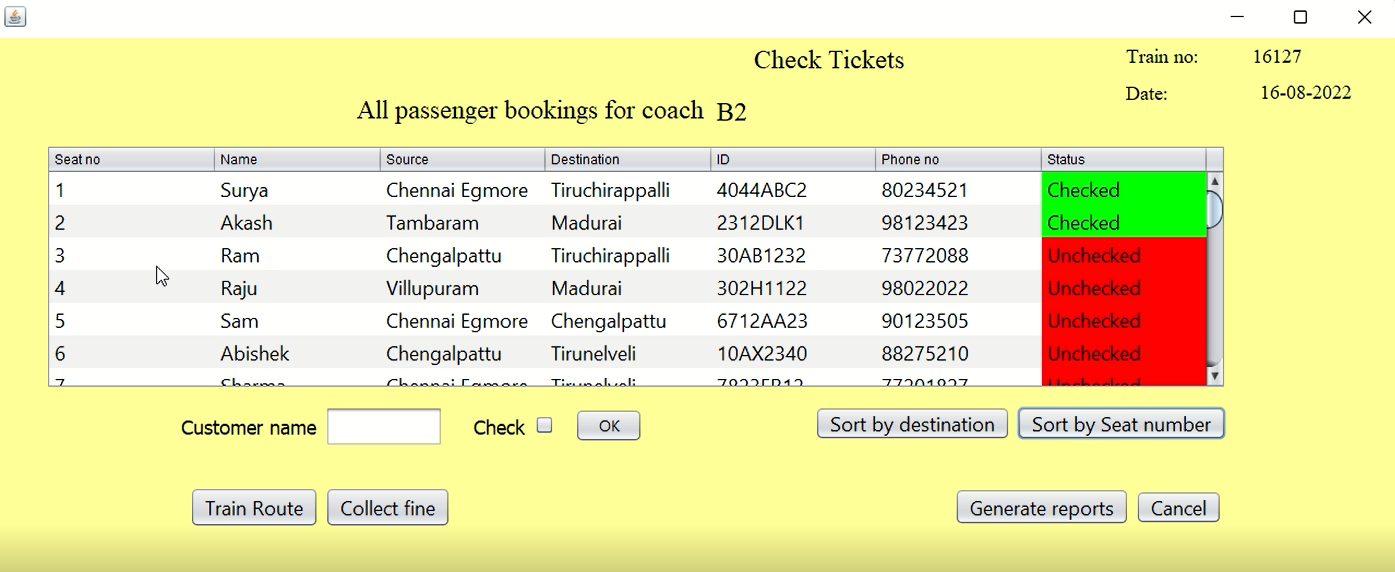 Check Tickets
Train no: 16127
Date: 16-08-2022
All passenger bookings for coach B2
Seat no Name Source Destination ID Phone no Status
1 Surya Chennai Egmore Tiruchirappalli 4044ABC2 80234521 Checked
2 Akash Tambaram Madurai 2312DLK1 98123423 Checked
3 Ram Chengalpattu Tiruchirappalli 30AB1232 73772088 Unchecked
4 Raju Villupuram Madurai 302H1122 98022022 Unchecked
5 Sam Chennai Egmore Chengalpattu 6712AA23 90123505 Unchecked
6 Abishek Chengalpattu Tirunelveli 10AX2340 88275210 Unchecked
7 Sharma Chennai Egmore Tirunelveli Unchecked
Customer name Check OK Sort by destination Sort by Seat number
Train Route Collect fine Generate reports Cancel